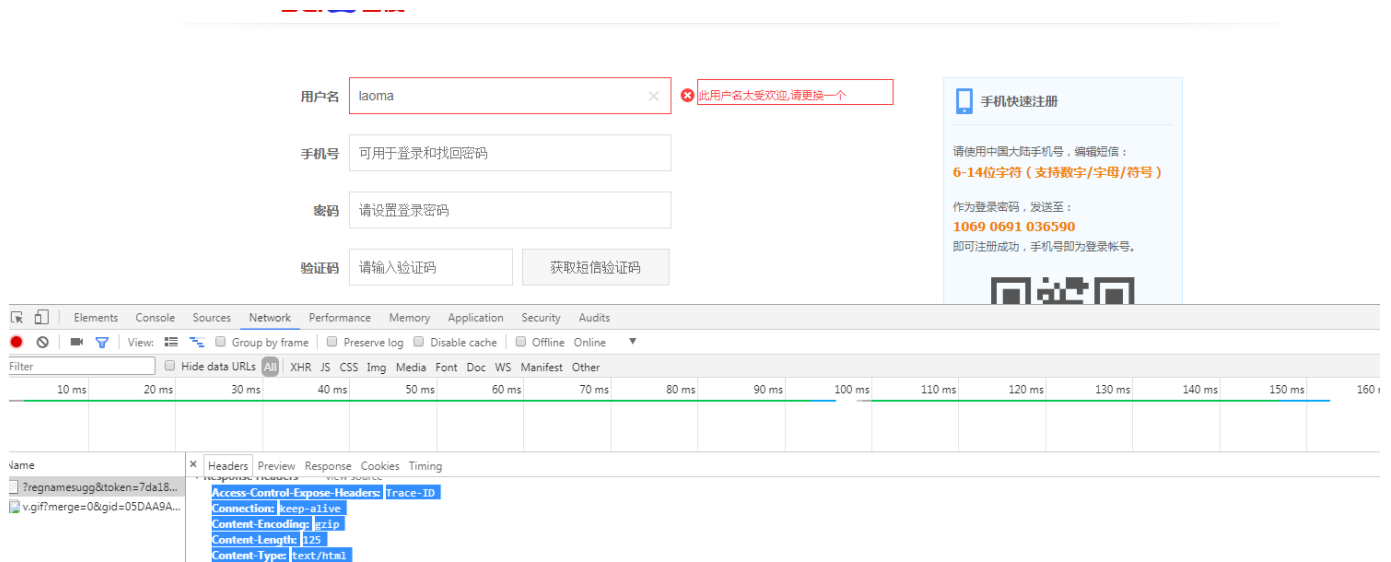 用户名 laoma 此用户名太受欢迎,请更换一个
手机号 可用于登录和找回密码
密码 请设置登录密码
验证码 请输入验证码 获取短信验证码
手机快速注册
请使用中国大陆手机号，编辑短信：
6-14位字符（支持数字/字母/符号）
作为登录密码，发送至：
1069 0691 036590
即可注册成功，手机号即为登录帐号。
Elements Console Sources Network Performance Memory Application Security Audits
View: Group by frame Preserve log Disable cache Offline Online
Filter Hide data URLs All XHR JS CSS Img Media Font Doc WS Manifest Other
10 ms 20 ms 30 ms 40 ms 50 ms 60 ms 70 ms 80 ms 90 ms 100 ms 110 ms 120 ms 130 ms 140 ms 150 ms 160
Name Headers Preview Response Cookies Timing
?regnamesugg&token=7da18... Response Headers view source
Access-Control-Expose-Headers: Trace-ID
v.gif?merge=0&gid=05DAA9A... Connection: keep-alive
Content-Encoding: gzip
Content-Length: 125
Content-Type: text/html